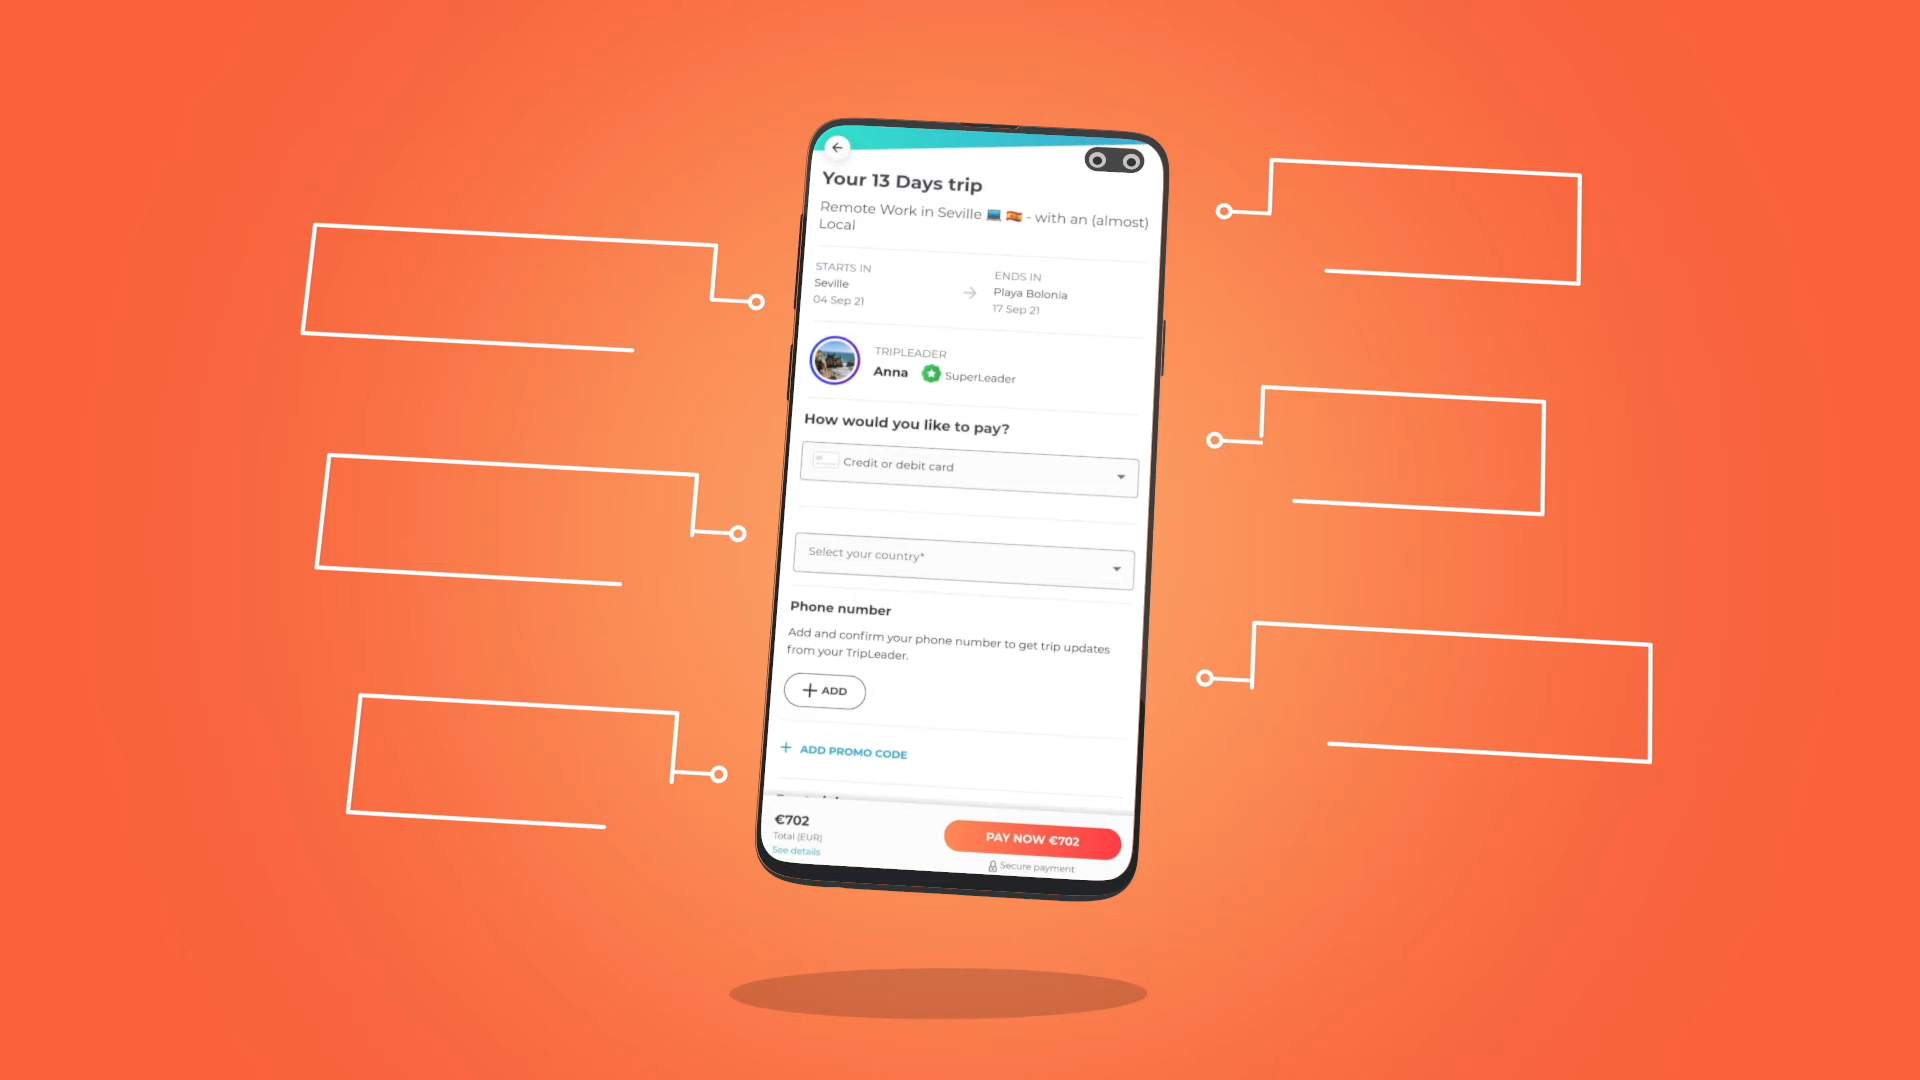 Your 13 Days trip
Remote Work in Seville 💻 🇪🇸 - with an (almost)
Local
STARTS IN
Seville
04 Sep 21
ENDS IN
Playa Bolonia
17 Sep 21
TRIPLEADER
Anna SuperLeader
How would you like to pay?
Credit or debit card
Select your country*
Phone number
Add and confirm your phone number to get trip updates
from your TripLeader.
+ ADD
+ ADD PROMO CODE
€702
Total (EUR)
See details
PAY NOW €702
Secure payment